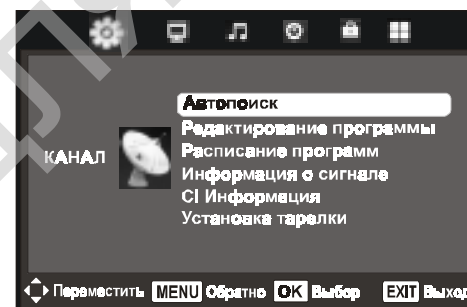 Автопоиск
Редактирование программы
Расписание программ
КАНАЛ
Информация о сигнале
CI Информация
Установка тарелки
Переместить MENU Обратно OK Выбор EXIT Выход